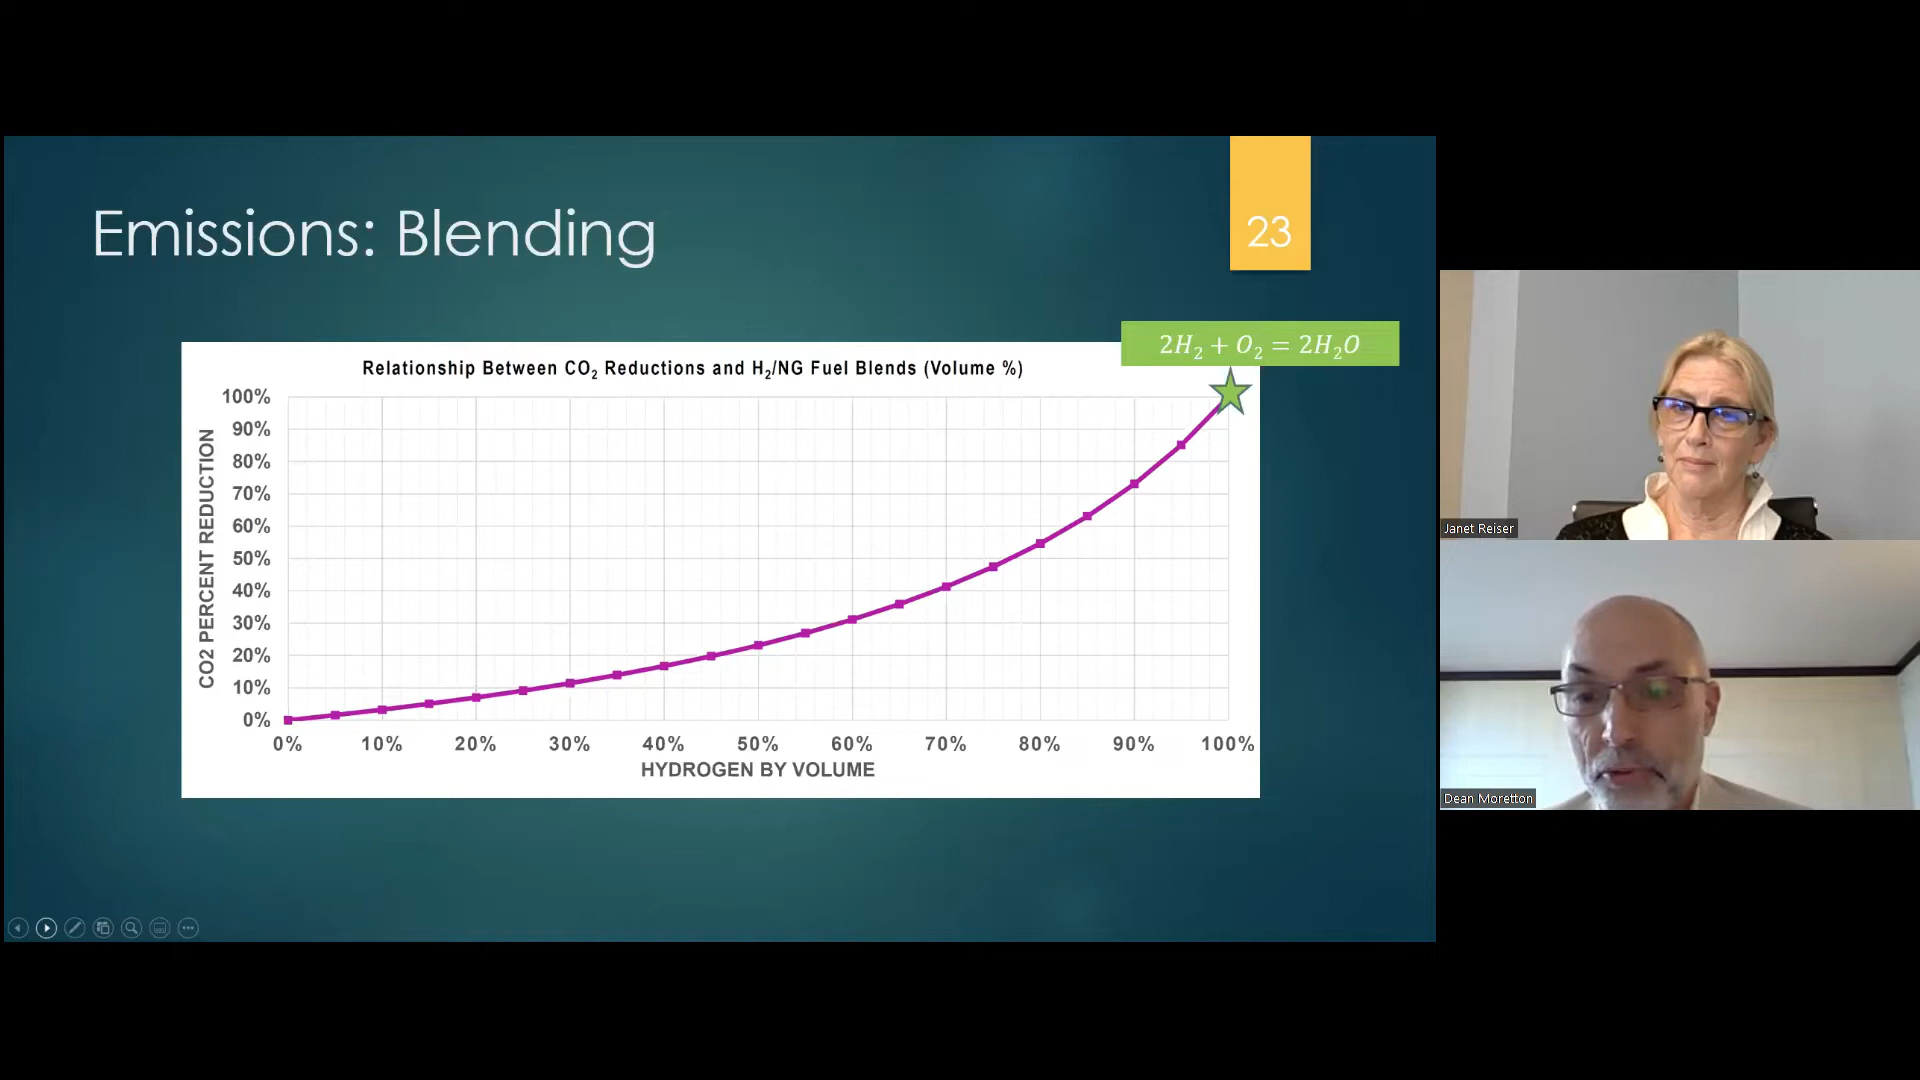 Emissions: Blending
23
2H₂ + O₂ = 2H₂O
Relationship Between CO₂ Reductions and H₂/NG Fuel Blends (Volume %)
CO2 PERCENT REDUCTION
100%
90%
80%
70%
60%
50%
40%
30%
20%
10%
0%
0% 10% 20% 30% 40% 50% 60% 70% 80% 90% 100%
HYDROGEN BY VOLUME
Janet Reiser
Dean Moretton